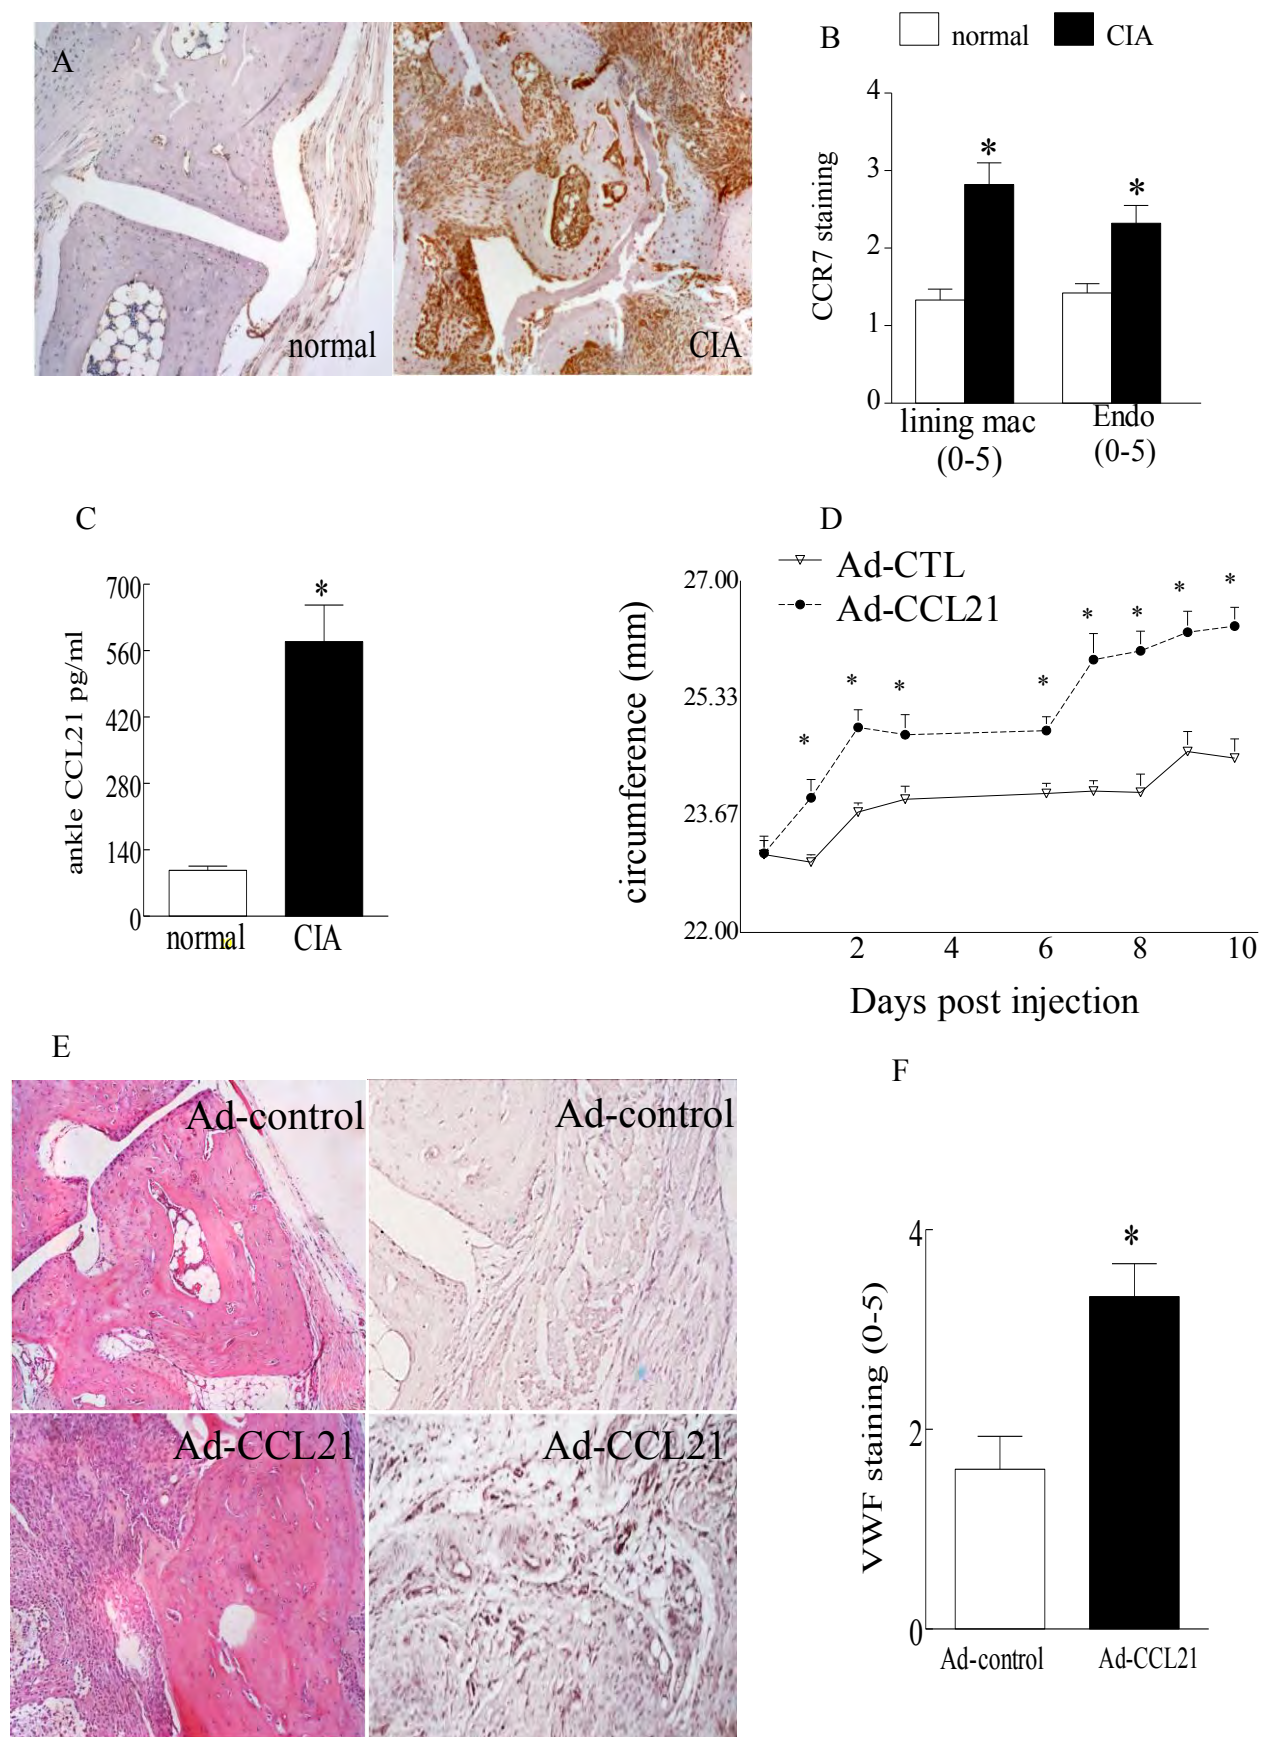 A
normal
CIA
B
normal
CIA
CCR7 staining
4
3
2
1
0
lining mac
(0-5)
Endo
(0-5)
C
ankle CCL21 pg/ml
700
560
420
280
140
0
normal
CIA
*
*
*
D
Ad-CTL
Ad-CCL21
circumference (mm)
27.00
25.33
23.67
22.00
*
*
*
*
*
*
*
*
2
4
6
8
10
Days post injection
E
Ad-control
Ad-control
Ad-CCL21
Ad-CCL21
F
VWF staining (0-5)
4
2
0
*
Ad-control
Ad-CCL21